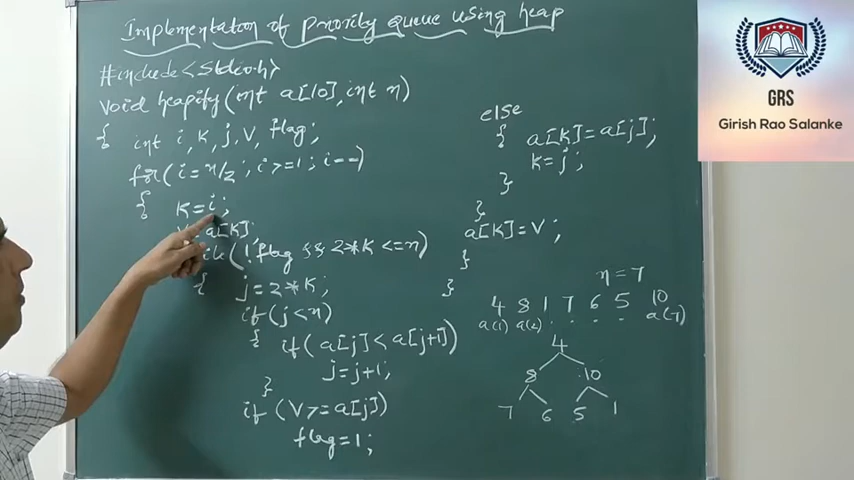 Implementation of priority queue using heap
#include<stdio.h>
void heapify(int a[10], int n)
{ int i, K, j, V, flag;
for(i=n/2; i>=1; i--)
{ K=i;
V=a[K];
(!flag && 2*K <=n)
{ j=2*K;
if(j<n)
{ if(a[j]<a[j+1])
j=j+1;
}
if(V>=a[j])
flag=1;
else
{ a[K]=a[j];
K=j;
}
}
a[K]=V;
}
}
n=7
4 8 1 7 6 5 10
a(1) a(2) . . . . a(7)
4
8 10
7 6 5 1
GRS
Girish Rao Salanke